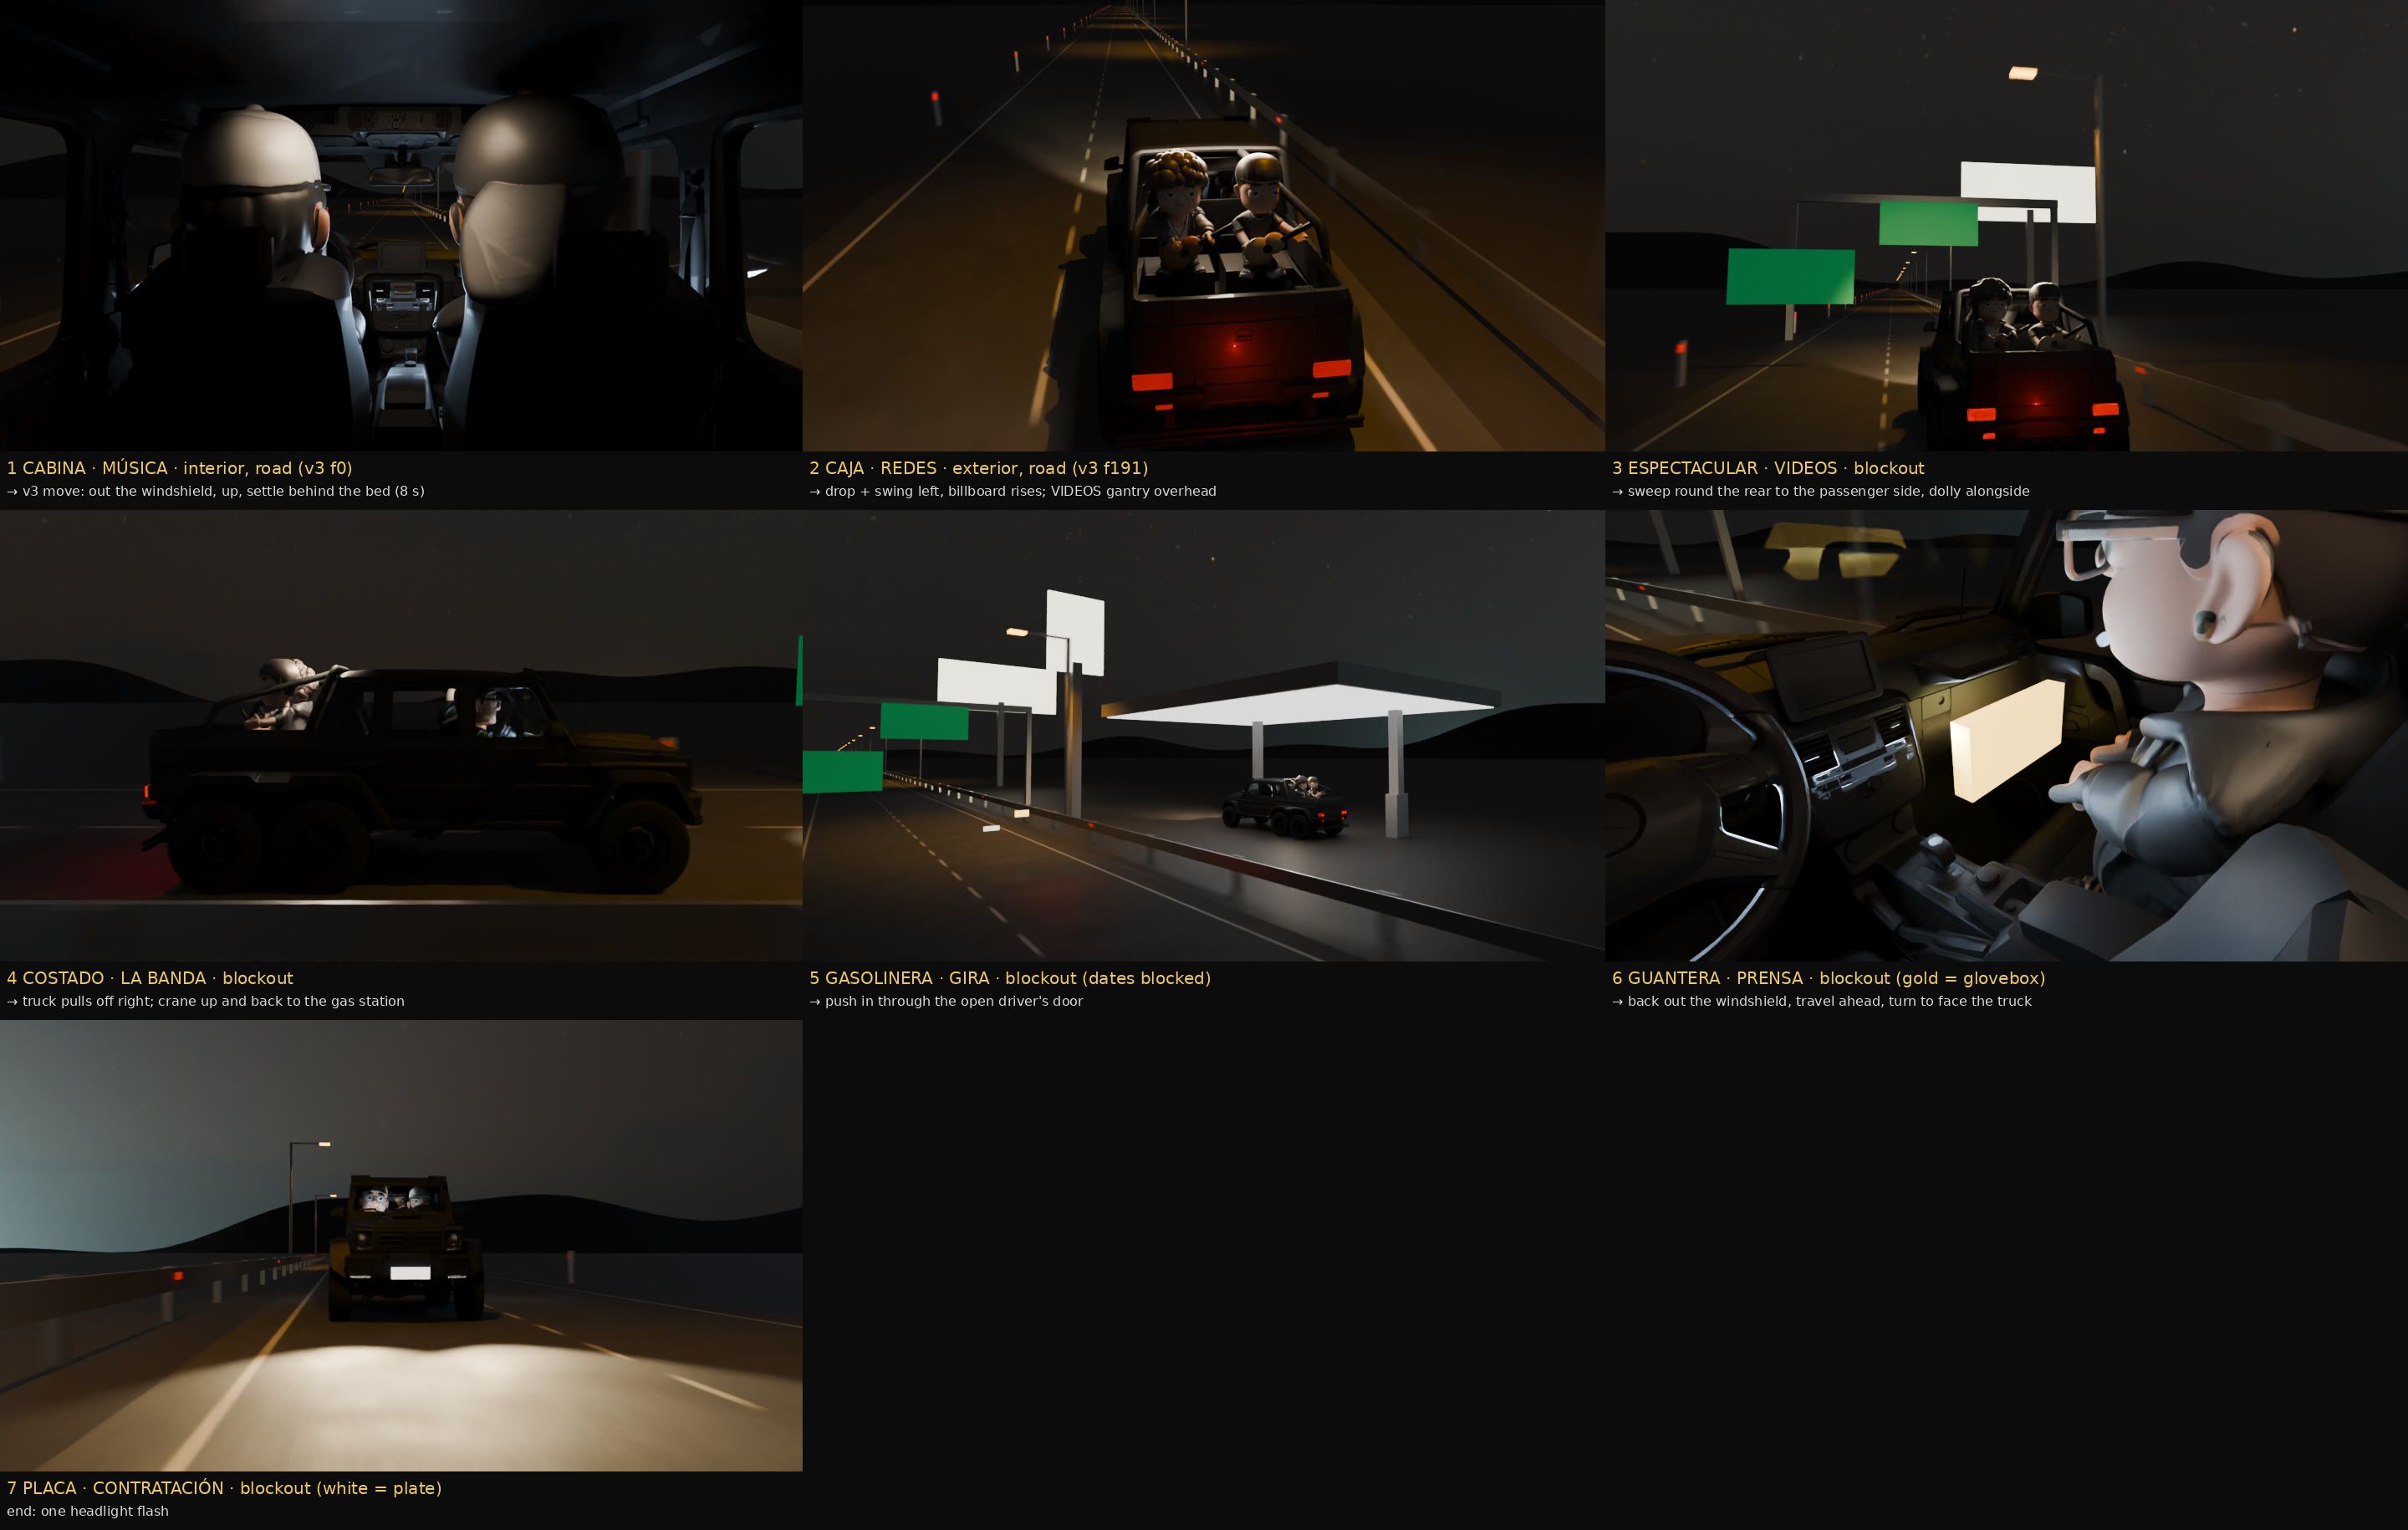 1 CABINA · MÚSICA · interior, road (v3 f0)
→ v3 move: out the windshield, up, settle behind the bed (8 s)
2 CAJA · REDES · exterior, road (v3 f191)
→ drop + swing left, billboard rises; VIDEOS gantry overhead
3 ESPECTACULAR · VIDEOS · blockout
→ sweep round the rear to the passenger side, dolly alongside
4 COSTADO · LA BANDA · blockout
→ truck pulls off right; crane up and back to the gas station
5 GASOLINERA · GIRA · blockout (dates blocked)
→ push in through the open driver's door
6 GUANTERA · PRENSA · blockout (gold = glovebox)
→ back out the windshield, travel ahead, turn to face the truck
7 PLACA · CONTRATACIÓN · blockout (white = plate)
end: one headlight flash